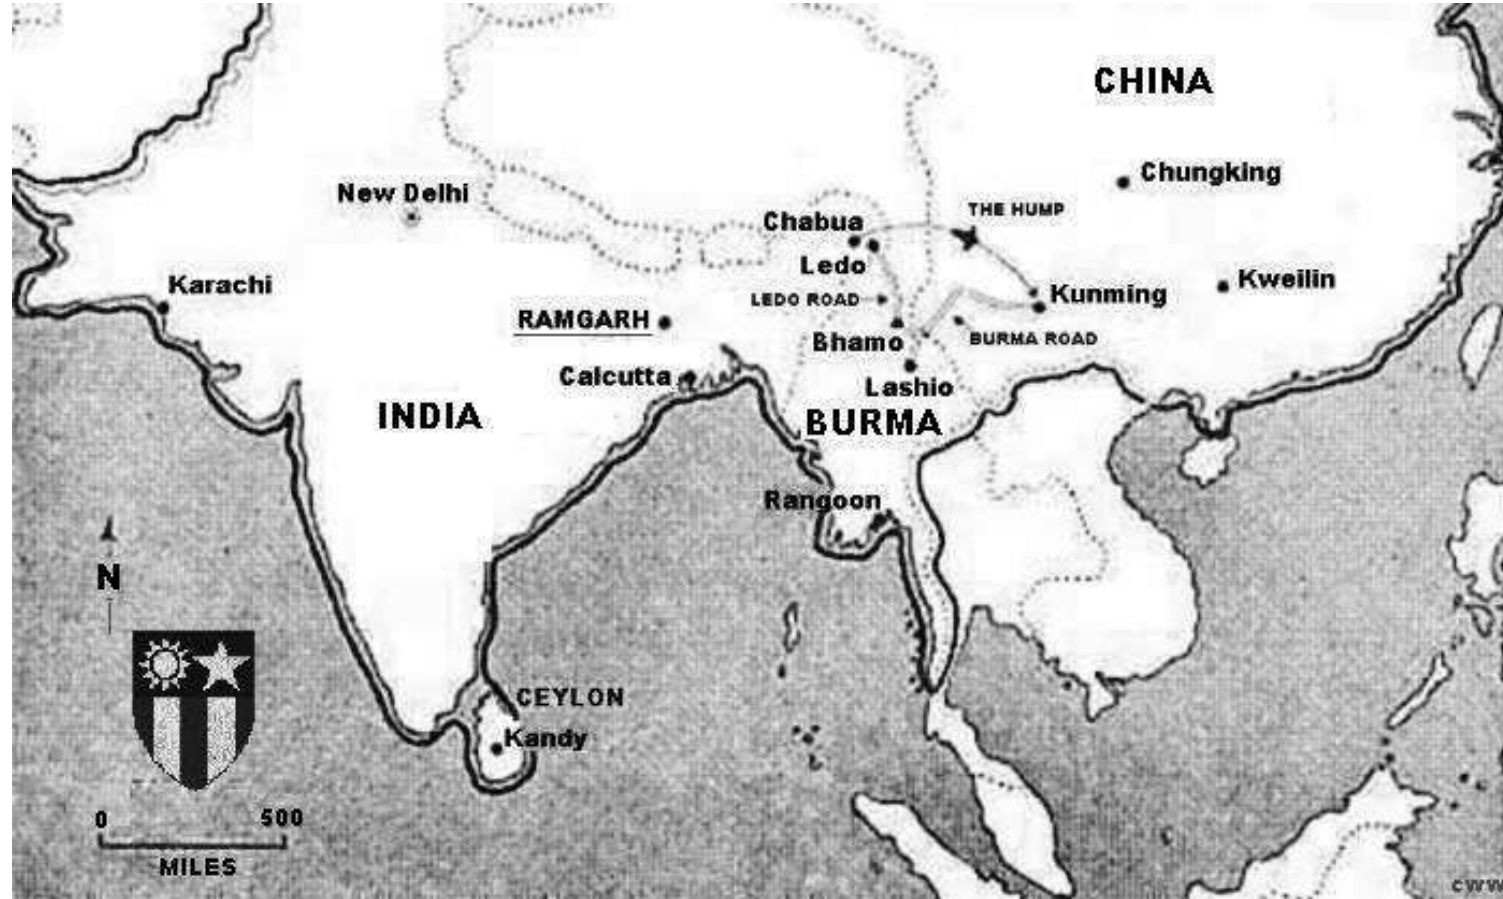 CHINA
Chungking
New Delhi
THE HUMP
Chabua
Ledo
Karachi
LEDO ROAD
Kunming
Kweilin
RAMGARH
Bhamo
BURMA ROAD
Calcutta
Lashio
INDIA
BURMA
Rangoon
N
CEYLON
Kandy
0 500
MILES